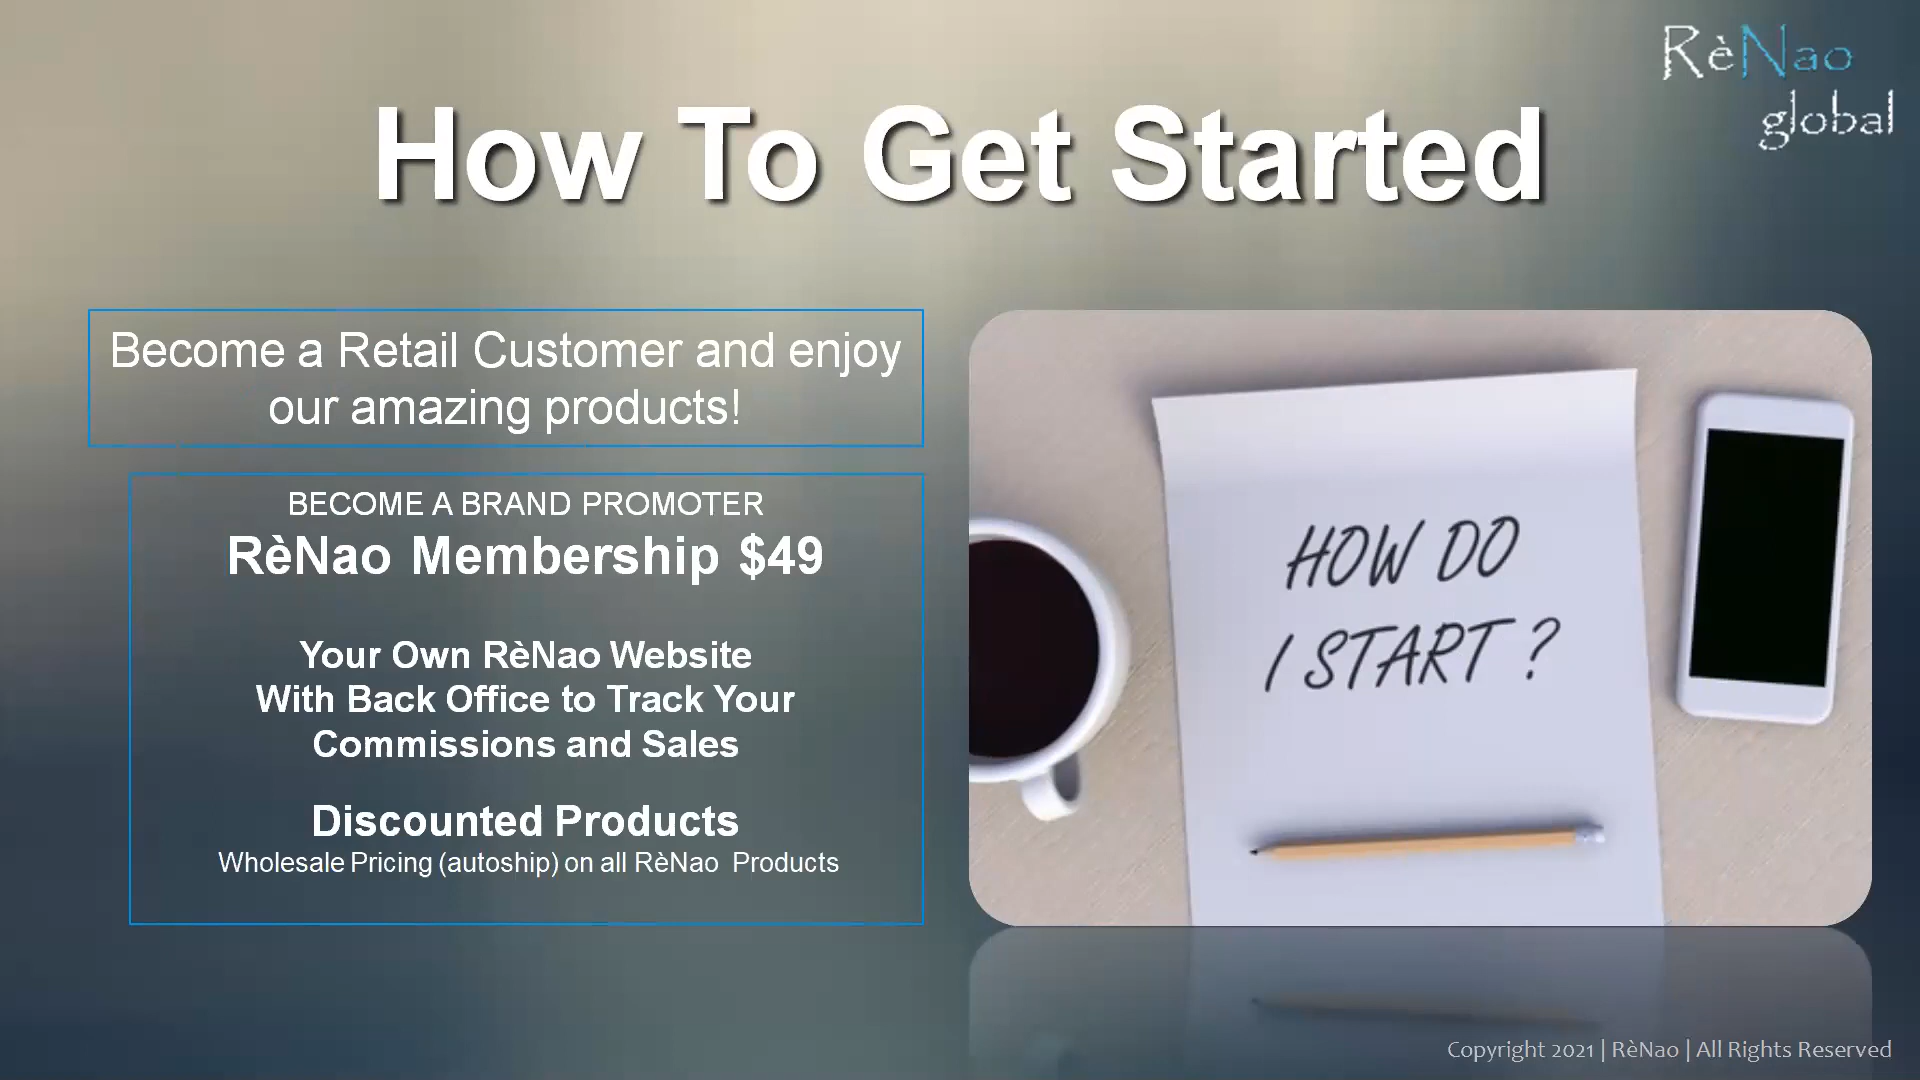 RèNao
global
How To Get Started
Become a Retail Customer and enjoy
our amazing products!
BECOME A BRAND PROMOTER
RèNao Membership $49
Your Own RèNao Website
With Back Office to Track Your
Commissions and Sales
Discounted Products
Wholesale Pricing (autoship) on all RèNao Products
HOW DO
I START ?
Copyright 2021 | RèNao | All Rights Reserved